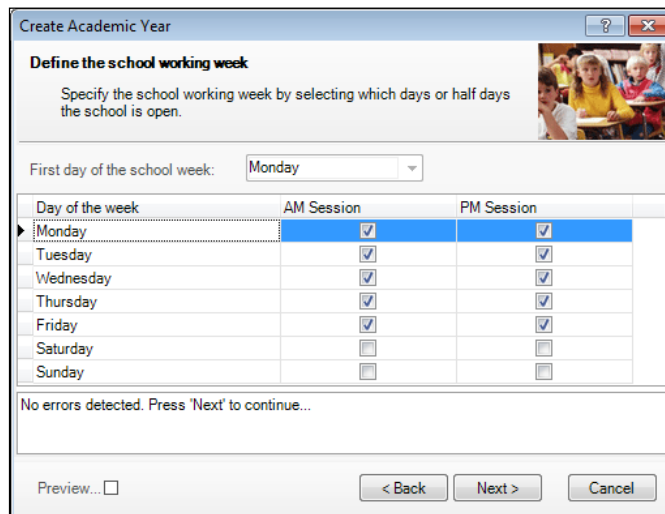 Create Academic Year
Define the school working week
Specify the school working week by selecting which days or half days
the school is open.
First day of the school week: Monday
Day of the week AM Session PM Session
Monday
Tuesday
Wednesday
Thursday
Friday
Saturday
Sunday
No errors detected. Press 'Next' to continue...
Preview... < Back Next > Cancel